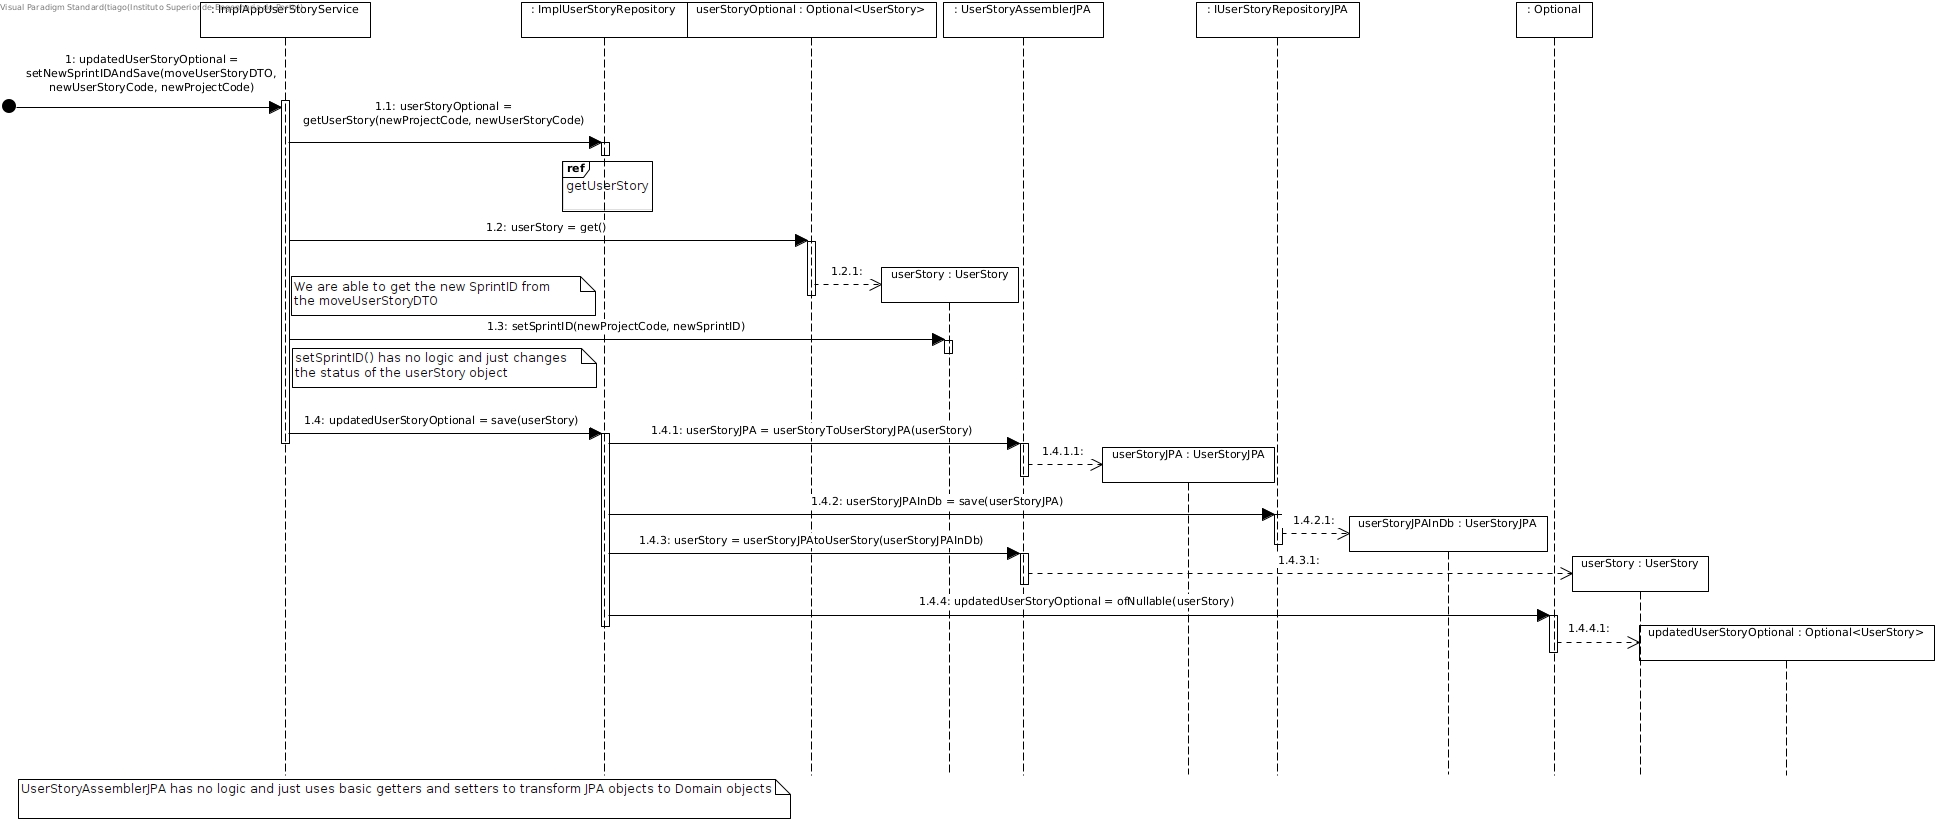 Visual Paradigm Standard(tiago(Instituto Superior de
: ImplAppUserStoryService
: ImplUserStoryRepository
userStoryOptional : Optional<UserStory>
: UserStoryAssemblerJPA
: IUserStoryRepositoryJPA
: Optional
1: updatedUserStoryOptional =
setNewSprintIDAndSave(moveUserStoryDTO,
newUserStoryCode, newProjectCode)
1.1: userStoryOptional =
getUserStory(newProjectCode, newUserStoryCode)
ref
getUserStory
1.2: userStory = get()
1.2.1:
userStory : UserStory
We are able to get the new SprintID from
the moveUserStoryDTO
1.3: setSprintID(newProjectCode, newSprintID)
setSprintID() has no logic and just changes
the status of the userStory object
1.4: updatedUserStoryOptional = save(userStory)
1.4.1: userStoryJPA = userStoryToUserStoryJPA(userStory)
1.4.1.1:
userStoryJPA : UserStoryJPA
1.4.2: userStoryJPAInDb = save(userStoryJPA)
1.4.2.1:
userStoryJPAInDb : UserStoryJPA
1.4.3: userStory = userStoryJPAtoUserStory(userStoryJPAInDb)
1.4.3.1:
userStory : UserStory
1.4.4: updatedUserStoryOptional = ofNullable(userStory)
1.4.4.1:
updatedUserStoryOptional : Optional<UserStory>
UserStoryAssemblerJPA has no logic and just uses basic getters and setters to transform JPA objects to Domain objects